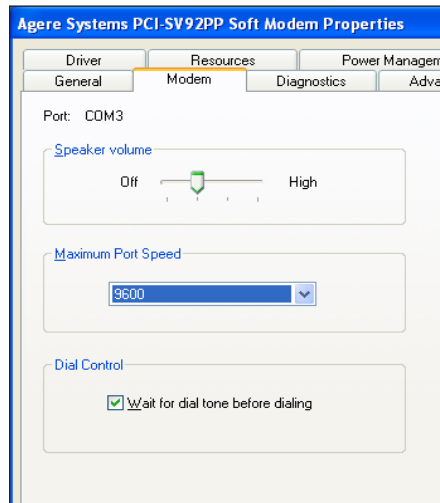 Agere Systems PCI-SV92PP Soft Modem Properties
Driver Resources Power Managem
General Modem Diagnostics Adva
Port: COM3
Speaker volume
Off High
Maximum Port Speed
9600
Dial Control
Wait for dial tone before dialing